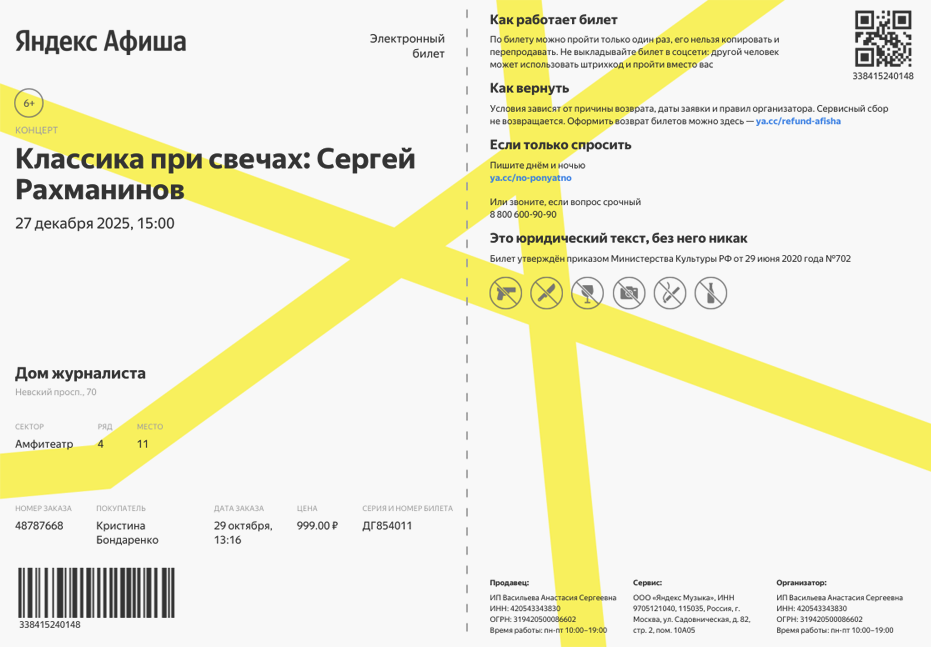 Яндекс Афиша
Электронный
билет
6+
КОНЦЕРТ
Классика при свечах: Сергей
Рахманинов
27 декабря 2025, 15:00
Дом журналиста
Невский просп., 70
СЕКТОР РЯД МЕСТО
Амфитеатр 4 11
НОМЕР ЗАКАЗА ПОКУПАТЕЛЬ ДАТА ЗАКАЗА ЦЕНА СЕРИЯ И НОМЕР БИЛЕТА
48787668 Кристина 29 октября, 999.00 ₽ ДГ854011
Бондаренко 13:16
338415240148
Как работает билет
По билету можно пройти только один раз, его нельзя копировать и
перепродавать. Не выкладывайте билет в соцсети: другой человек
может использовать штрихкод и пройти вместо вас
338415240148
Как вернуть
Условия зависят от причины возврата, даты заявки и правил организатора. Сервисный сбор
не возвращается. Оформить возврат билетов можно здесь — ya.cc/refund-afisha
Если только спросить
Пишите днём и ночью
ya.cc/no-ponyatno
Или звоните, если вопрос срочный
8 800 600-90-90
Это юридический текст, без него никак
Билет утверждён приказом Министерства Культуры РФ от 29 июня 2020 года №702
Продавец:
ИП Васильева Анастасия Сергеевна
ИНН: 420543343830
ОГРН: 319420500086602
Время работы: пн-пт 10:00–19:00
Сервис:
ООО «Яндекс Музыка», ИНН
9705121040, 115035, Россия, г.
Москва, ул. Садовническая, д. 82,
стр. 2, пом. 10А05
Организатор:
ИП Васильева Анастасия Сергеевна
ИНН: 420543343830
ОГРН: 319420500086602
Время работы: пн-пт 10:00–19:00